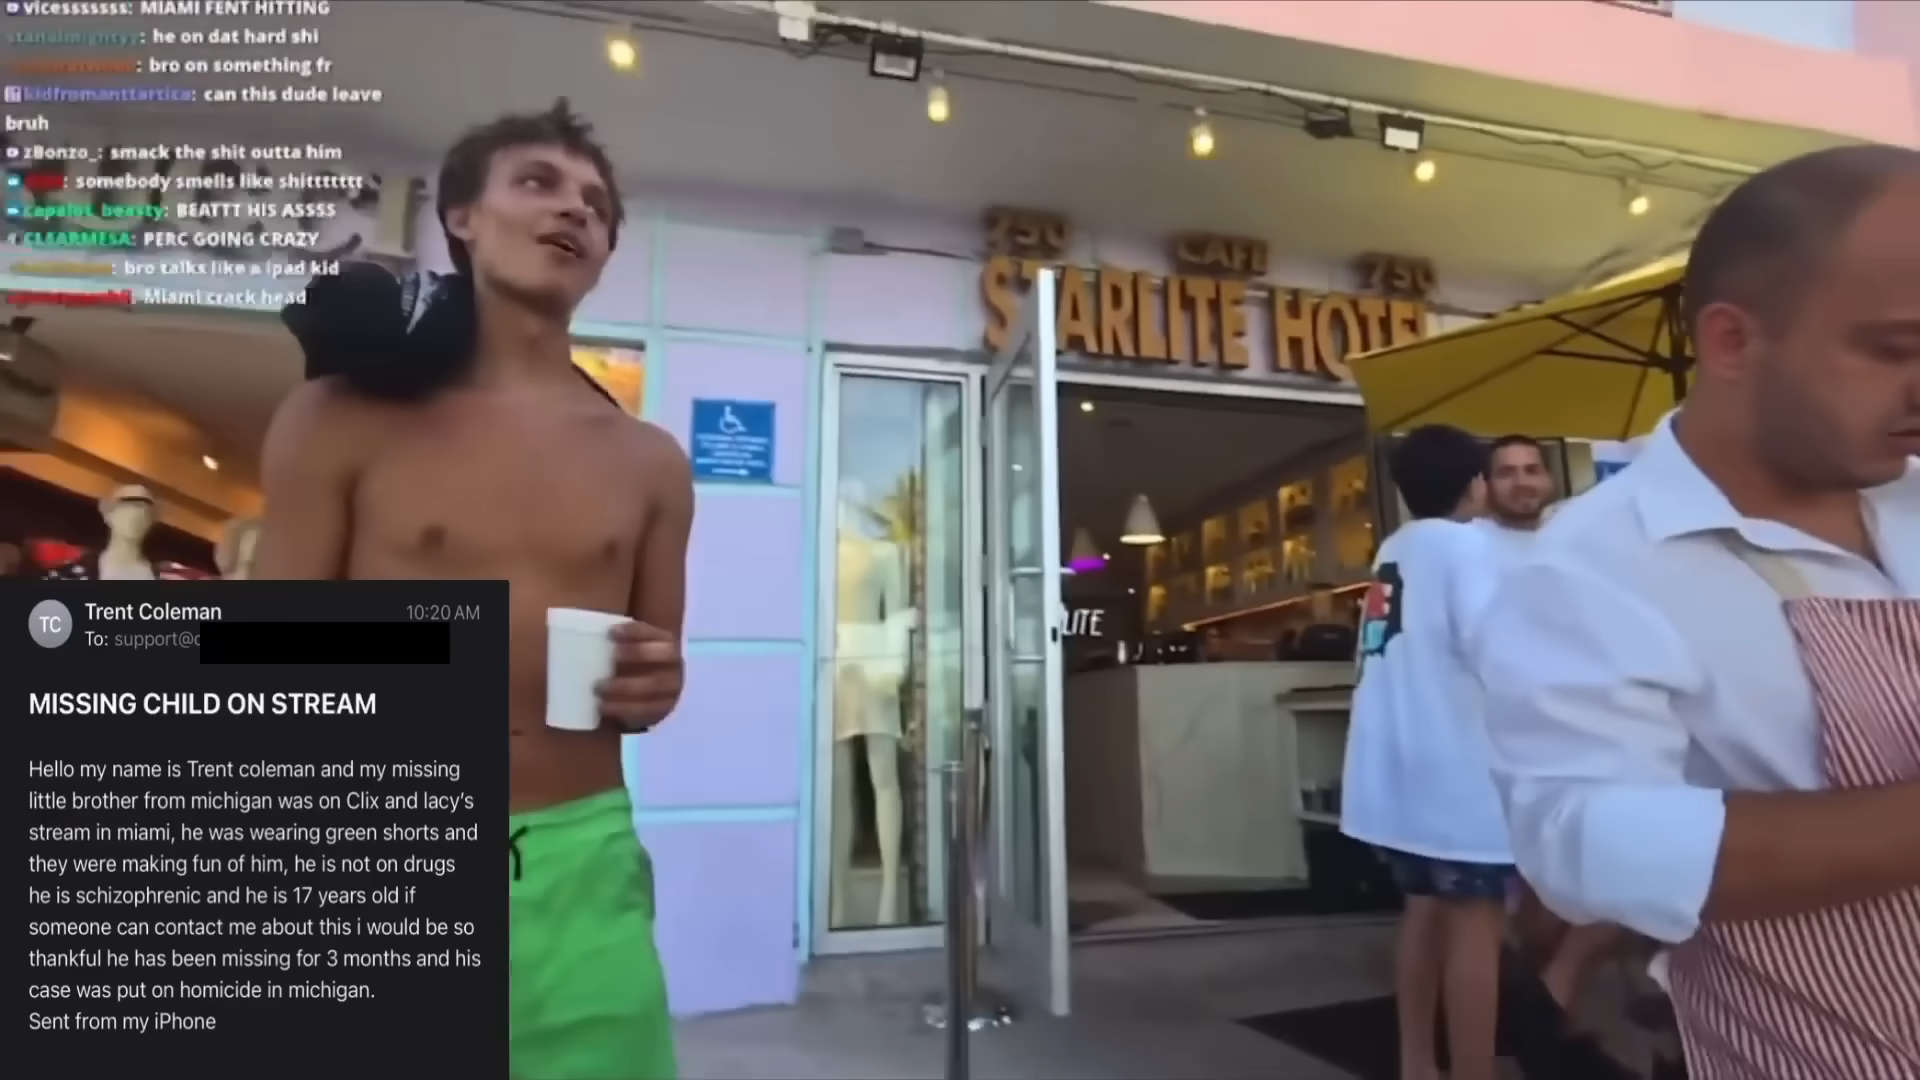 vicesssssss: MIAMI FENT HITTING
stanalmightyy: he on dat hard shi
: bro on something fr
kidfromanttartica: can this dude leave
bruh
zBonzo_: smack the shit outta him
: somebody smells like shittttttt
capalot_beasty: BEATTT HIS ASSSS
CLEARMESA: PERC GOING CRAZY
: bro talks like a ipad kid
: Miami crack head
750 CAFE 750
STARLITE HOTEL
LITE
TC
Trent Coleman 10:20 AM
To: support@
MISSING CHILD ON STREAM
Hello my name is Trent coleman and my missing
little brother from michigan was on Clix and lacy's
stream in miami, he was wearing green shorts and
they were making fun of him, he is not on drugs
he is schizophrenic and he is 17 years old if
someone can contact me about this i would be so
thankful he has been missing for 3 months and his
case was put on homicide in michigan.
Sent from my iPhone